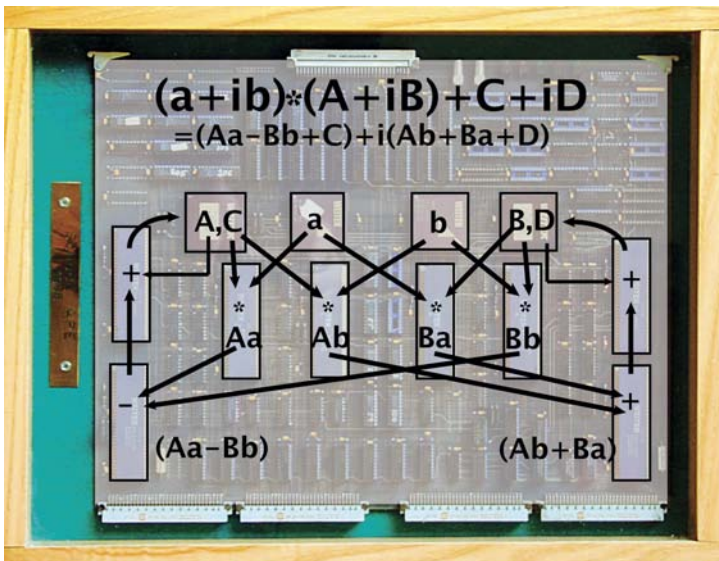 (a+ib)*(A+iB)+C+iD
=(Aa-Bb+C)+i(Ab+Ba+D)
A,C a b B,D
+ +
* * * *
Aa Ab Ba Bb
- +
(Aa-Bb) (Ab+Ba)